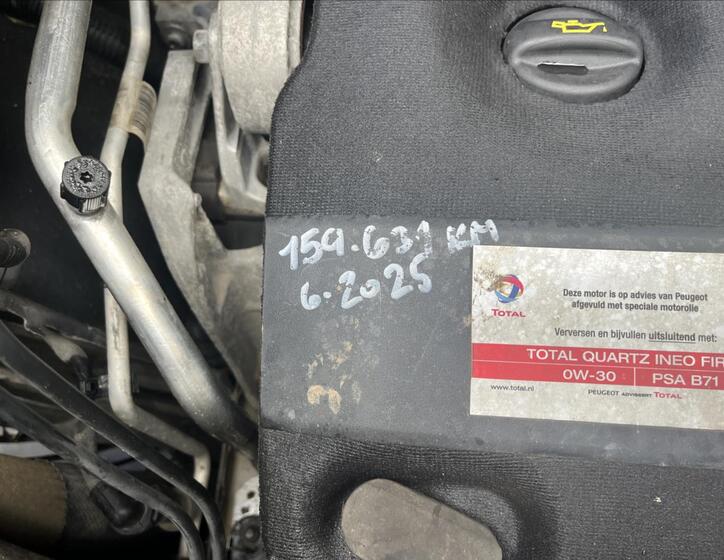 159.631 KM
6.2025
TOTAL
Deze motor is op advies van Peugeot
afgevuld met speciale motorolie
Verversen en bijvullen uitsluitend met:
TOTAL QUARTZ INEO FIR
0W-30 PSA B71
www.total.nl PEUGEOT ADVISEERT TOTAL